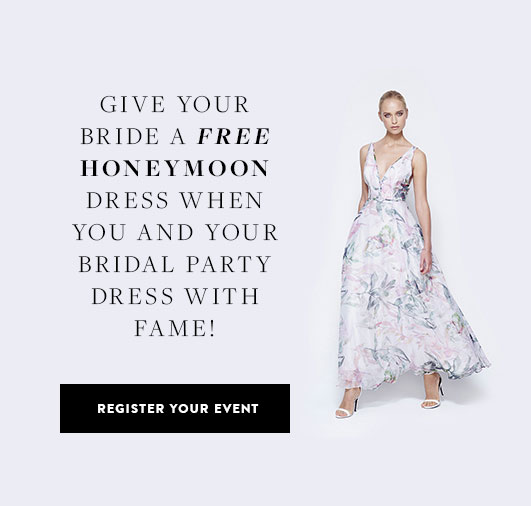 GIVE YOUR
BRIDE A FREE
HONEYMOON
DRESS WHEN
YOU AND YOUR
BRIDAL PARTY
DRESS WITH
FAME!
REGISTER YOUR EVENT